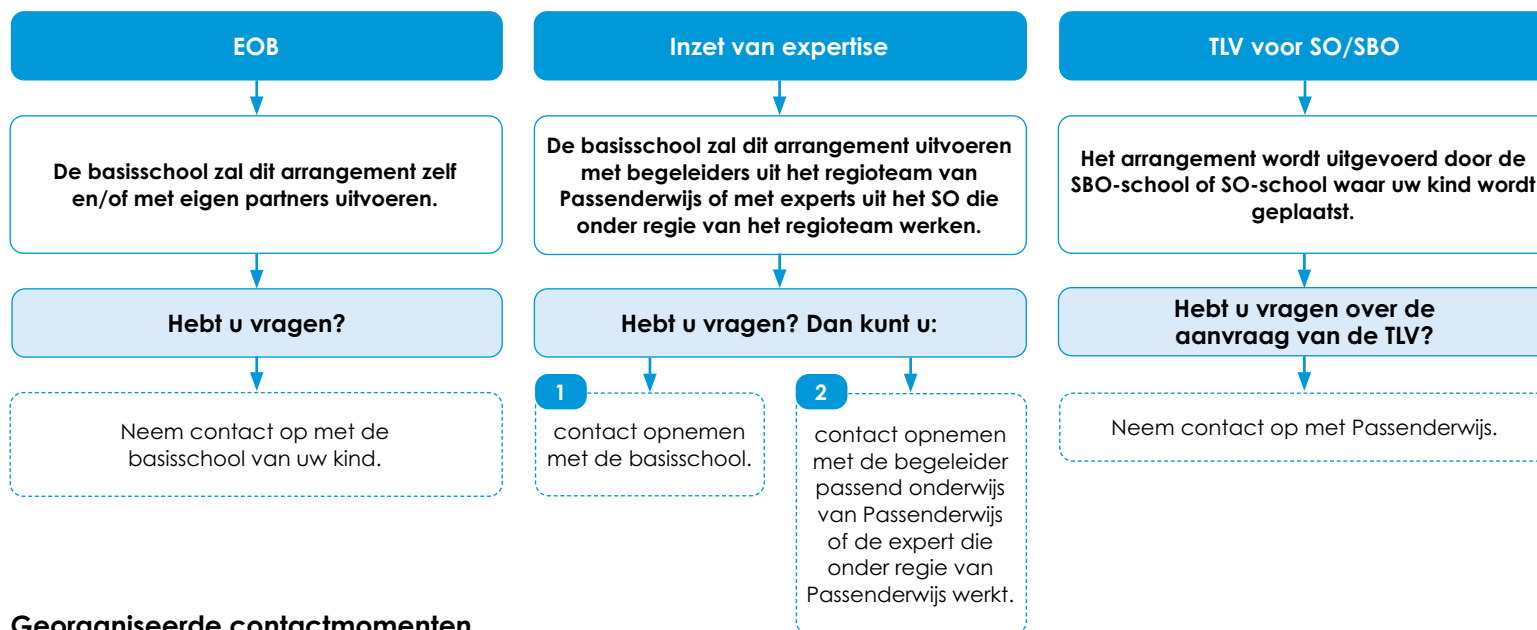 EOB
De basisschool zal dit arrangement zelf
en/of met eigen partners uitvoeren.
Hebt u vragen?
Neem contact op met de
basisschool van uw kind.
Inzet van expertise
De basisschool zal dit arrangement uitvoeren
met begeleiders uit het regioteam van
Passenderwijs of met experts uit het SO die
onder regie van het regioteam werken.
Hebt u vragen? Dan kunt u:
1
contact opnemen
met de basisschool.
2
contact opnemen
met de begeleider
passend onderwijs
van Passenderwijs
of de expert die
onder regie van
Passenderwijs werkt.
TLV voor SO/SBO
Het arrangement wordt uitgevoerd door de
SBO-school of SO-school waar uw kind wordt
geplaatst.
Hebt u vragen over de
aanvraag van de TLV?
Neem contact op met Passenderwijs.
Georganiseerde contactmomenten